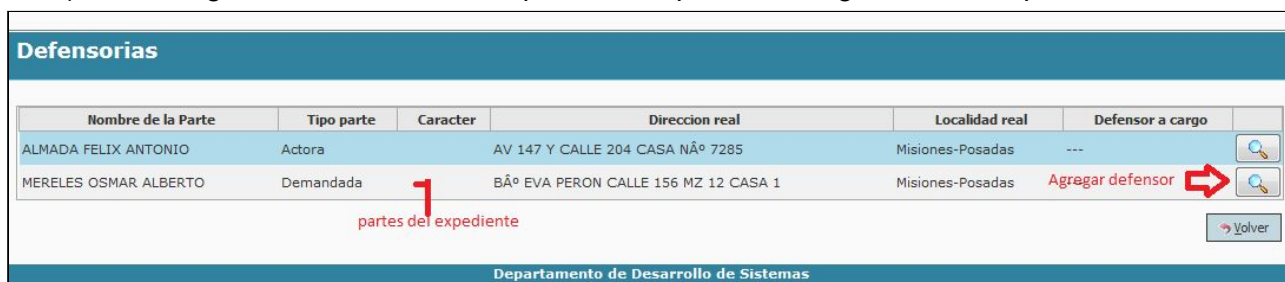 Defensorias
Nombre de la Parte Tipo parte Caracter Direccion real Localidad real Defensor a cargo
ALMADA FELIX ANTONIO Actora AV 147 Y CALLE 204 CASA NÂº 7285 Misiones-Posadas ---
MERELES OSMAR ALBERTO Demandada BÂº EVA PERON CALLE 156 MZ 12 CASA 1 Misiones-Posadas Agregar defensor
partes del expediente
Volver
Departamento de Desarrollo de Sistemas